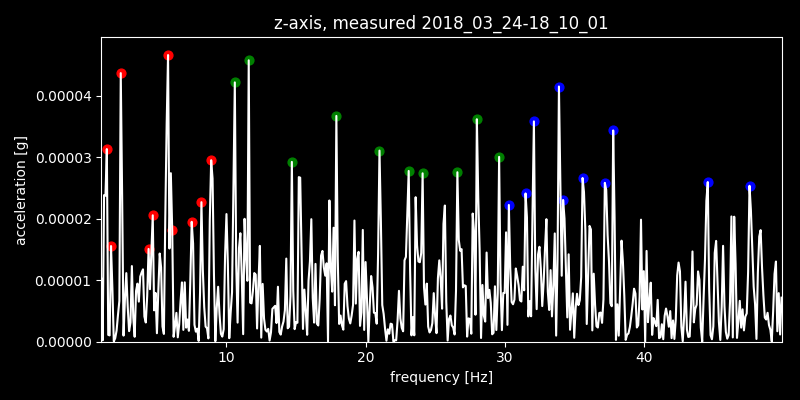 z-axis, measured 2018_03_24-18_10_01
0.00004
0.00003
0.00002
0.00001
0.00000
acceleration [g]
10 20 30 40
frequency [Hz]